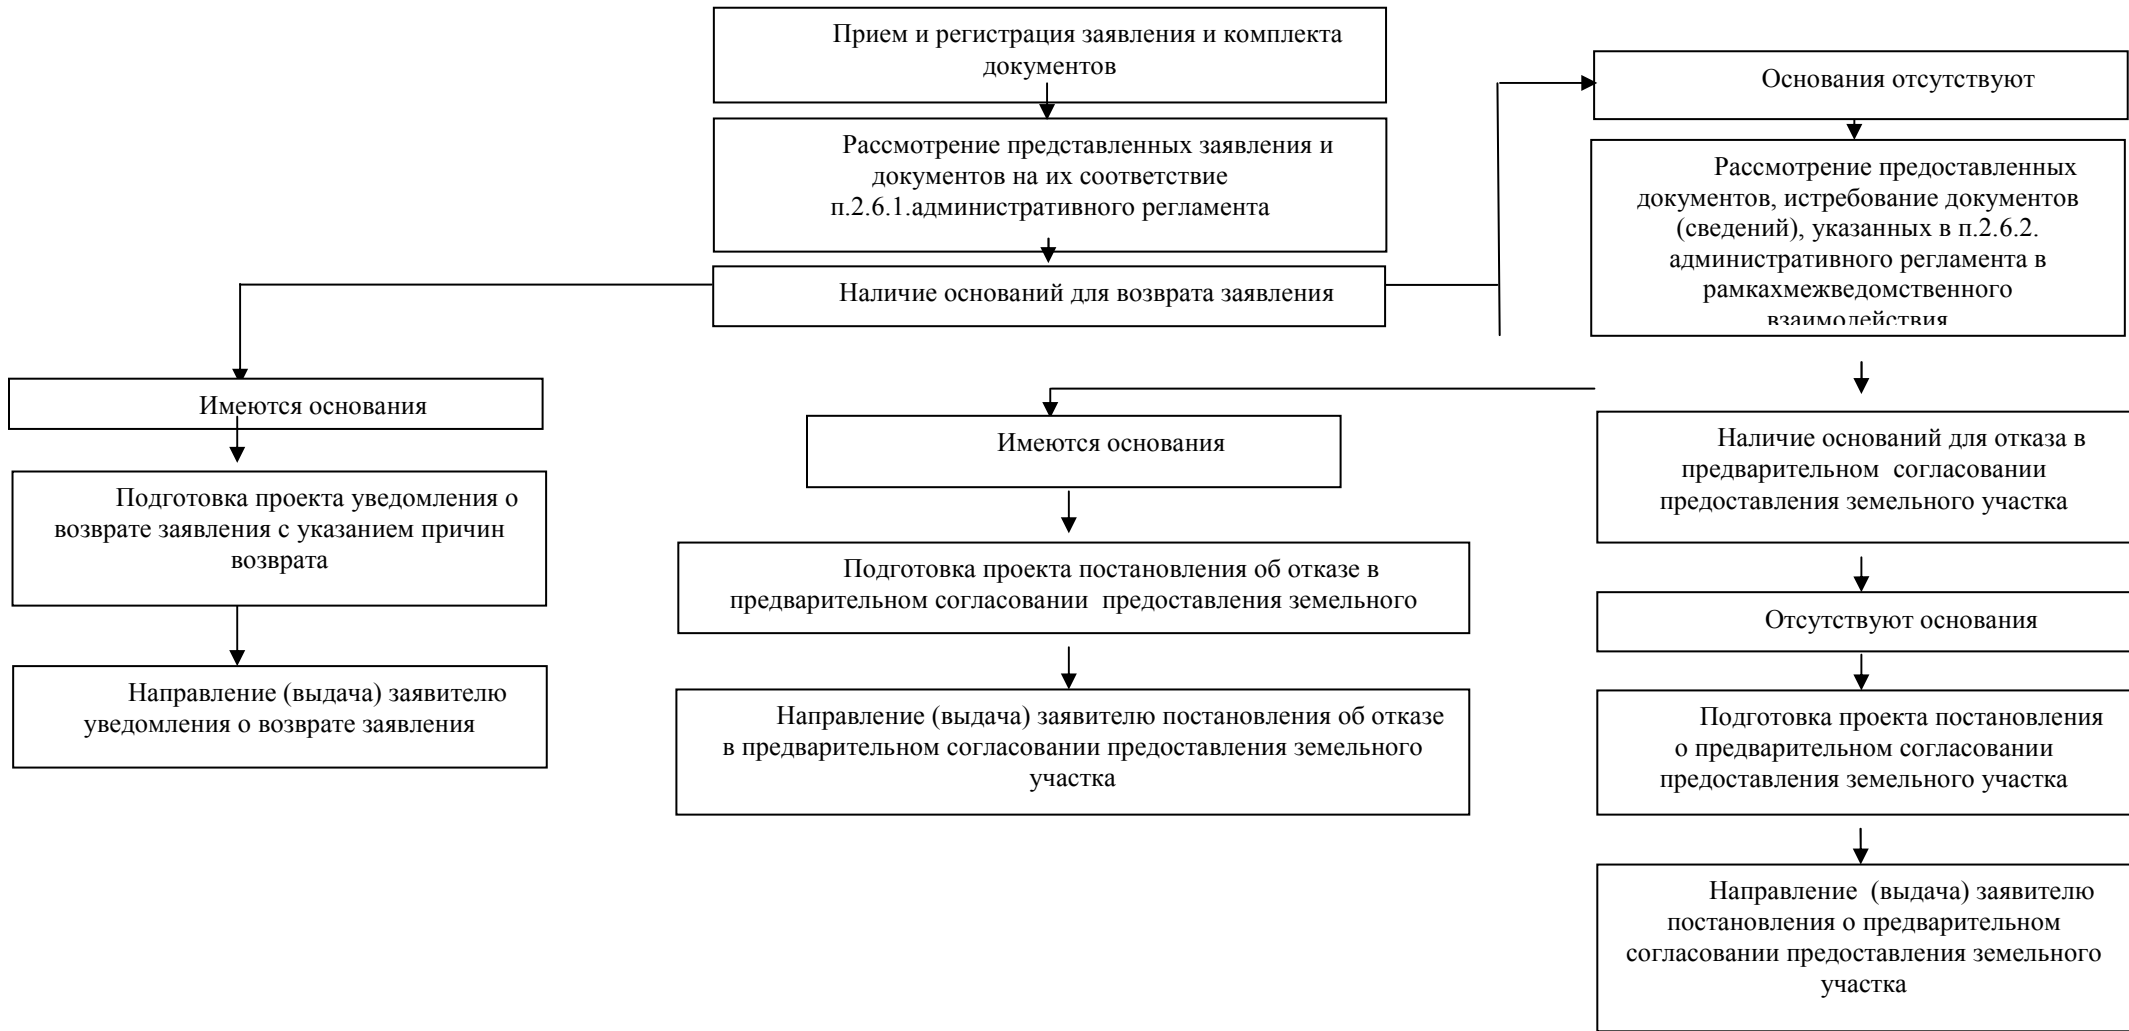 Прием и регистрация заявления и комплекта
документов
Рассмотрение представленных заявления и
документов на их соответствие
п.2.6.1.административного регламента
Наличие оснований для возврата заявления
Основания отсутствуют
Рассмотрение предоставленных
документов, истребование документов
(сведений), указанных в п.2.6.2.
административного регламента в
рамкахмежведомственного
взаимодействия
Имеются основания
Подготовка проекта уведомления о
возврате заявления с указанием причин
возврата
Направление (выдача) заявителю
уведомления о возврате заявления
Имеются основания
Подготовка проекта постановления об отказе в
предварительном согласовании предоставления земельного
Направление (выдача) заявителю постановления об отказе
в предварительном согласовании предоставления земельного
участка
Наличие оснований для отказа в
предварительном согласовании
предоставления земельного участка
Отсутствуют основания
Подготовка проекта постановления
о предварительном согласовании
предоставления земельного участка
Направление (выдача) заявителю
постановления о предварительном
согласовании предоставления земельного
участка